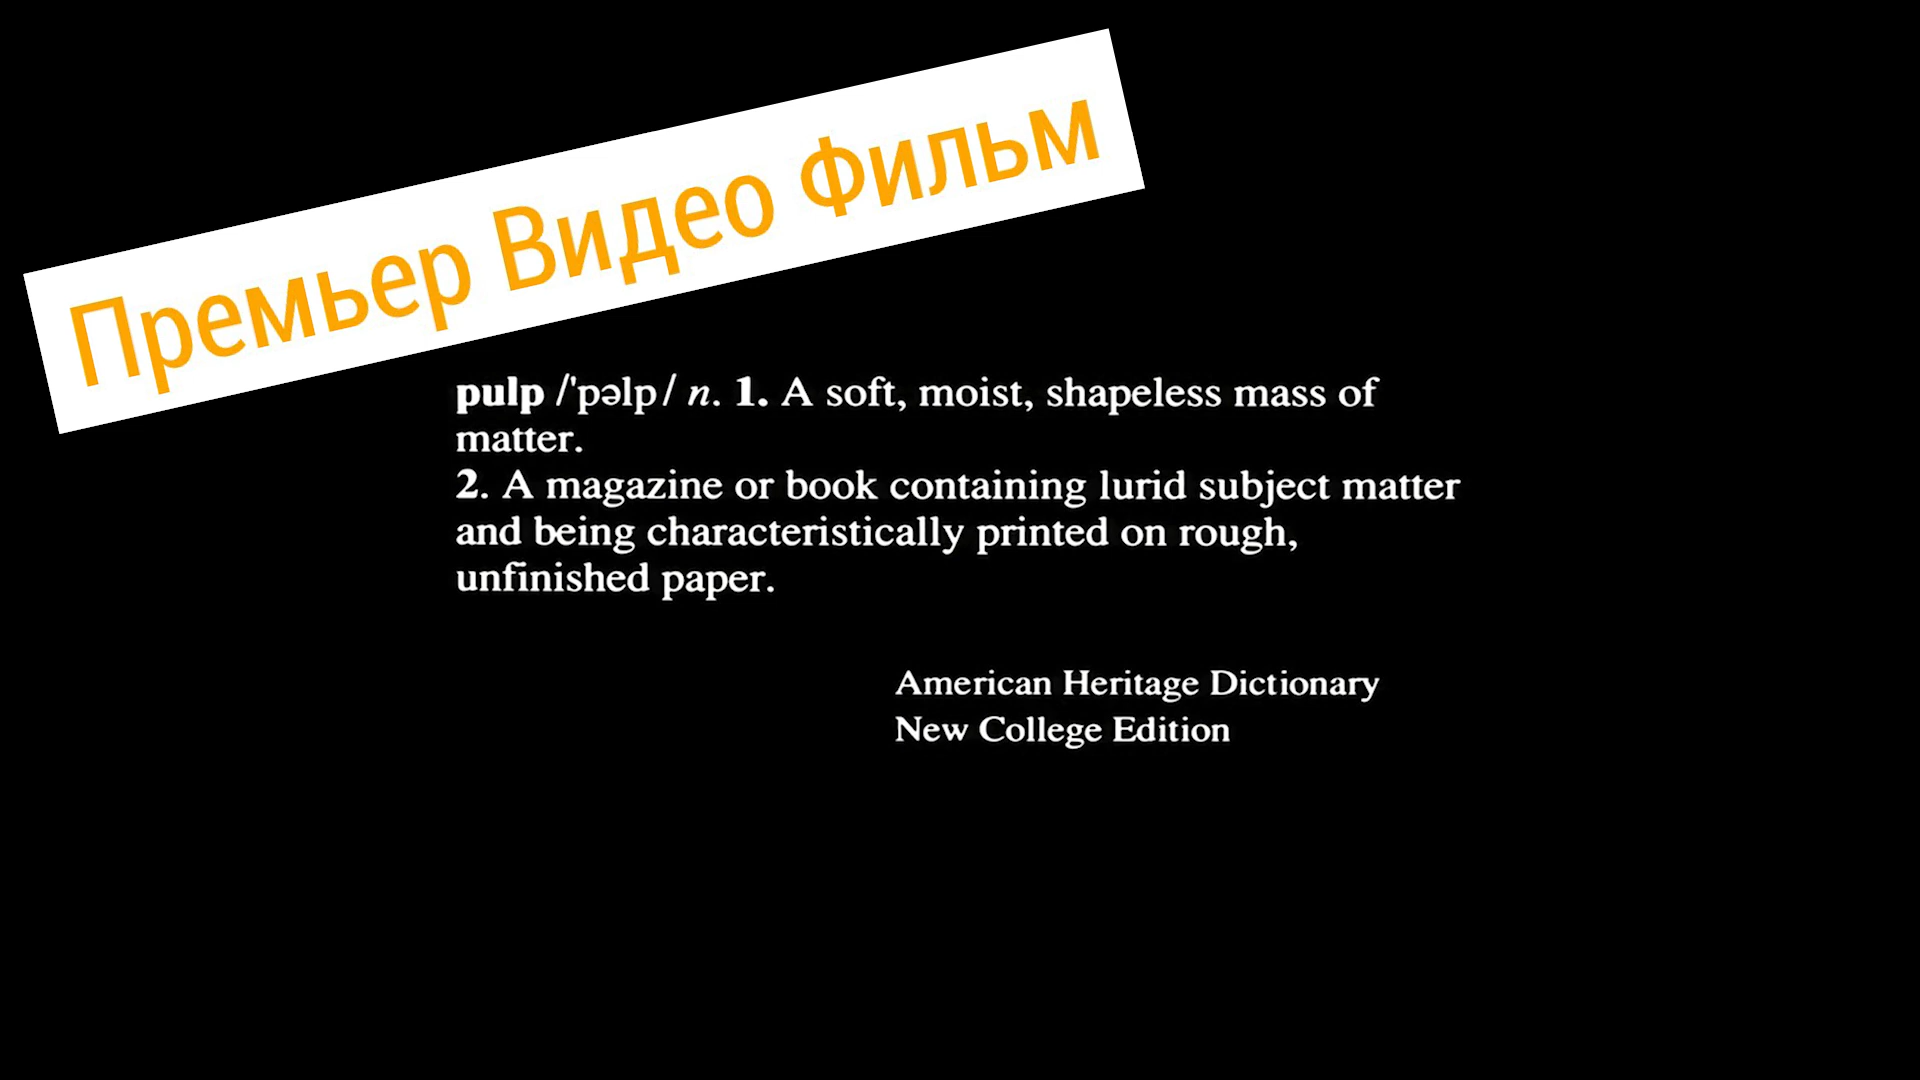 Премьер Видео Фильм
pulp /'pəlp/ n. 1. A soft, moist, shapeless mass of
matter.
2. A magazine or book containing lurid subject matter
and being characteristically printed on rough,
unfinished paper.
American Heritage Dictionary
New College Edition